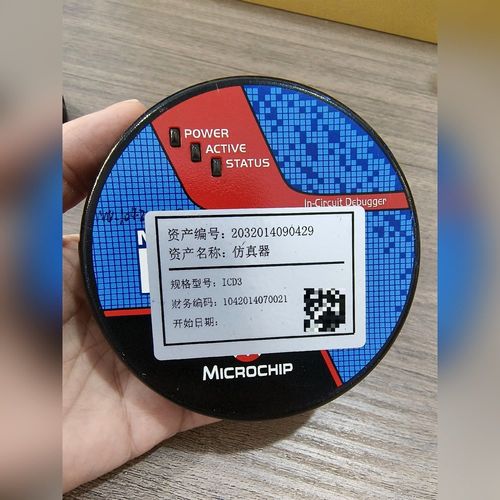 POWER
ACTIVE
STATUS
In-Circuit Debugger
资产编号: 2032014090429
资产名称: 仿真器
规格型号: ICD3
财务编码: 1042014070021
开始日期:
MICROCHIP